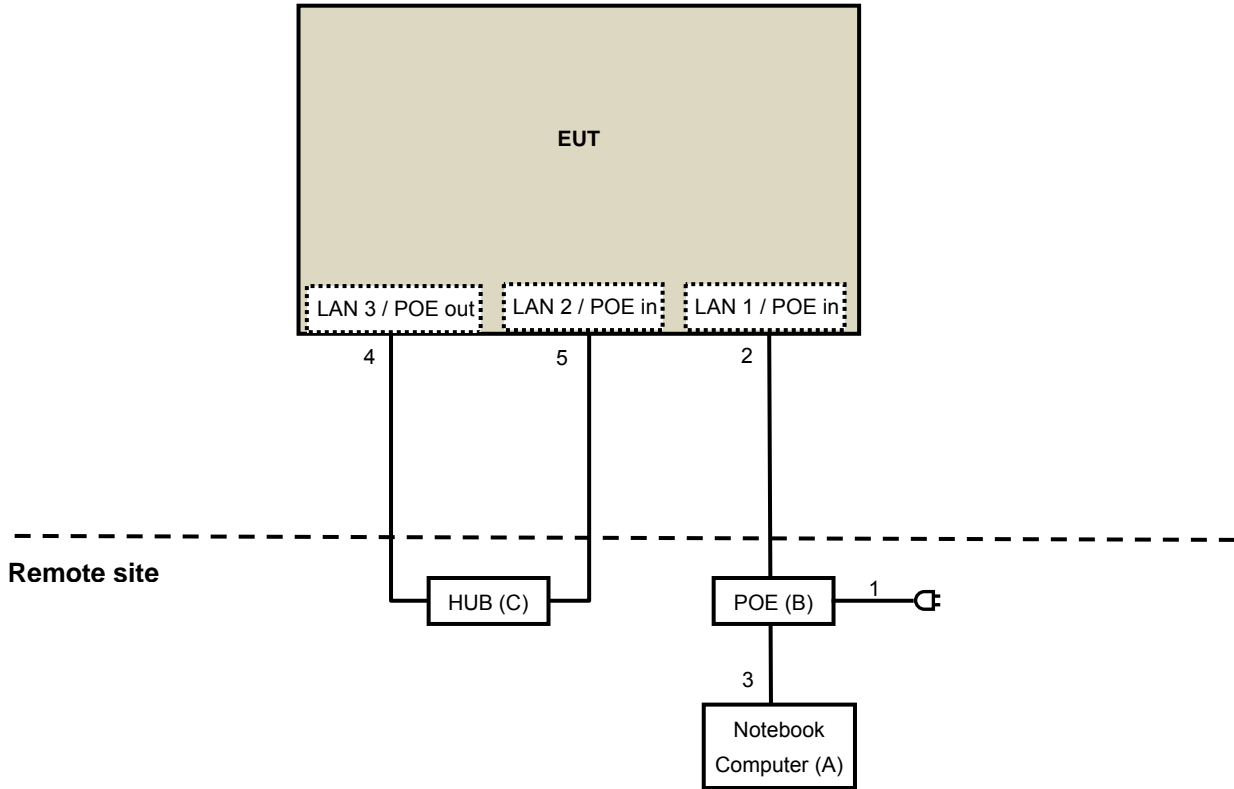 EUT
LAN 3 / POE out
LAN 2 / POE in
LAN 1 / POE in
4
5
2
Remote site
HUB (C)
POE (B)
1
3
Notebook
Computer (A)